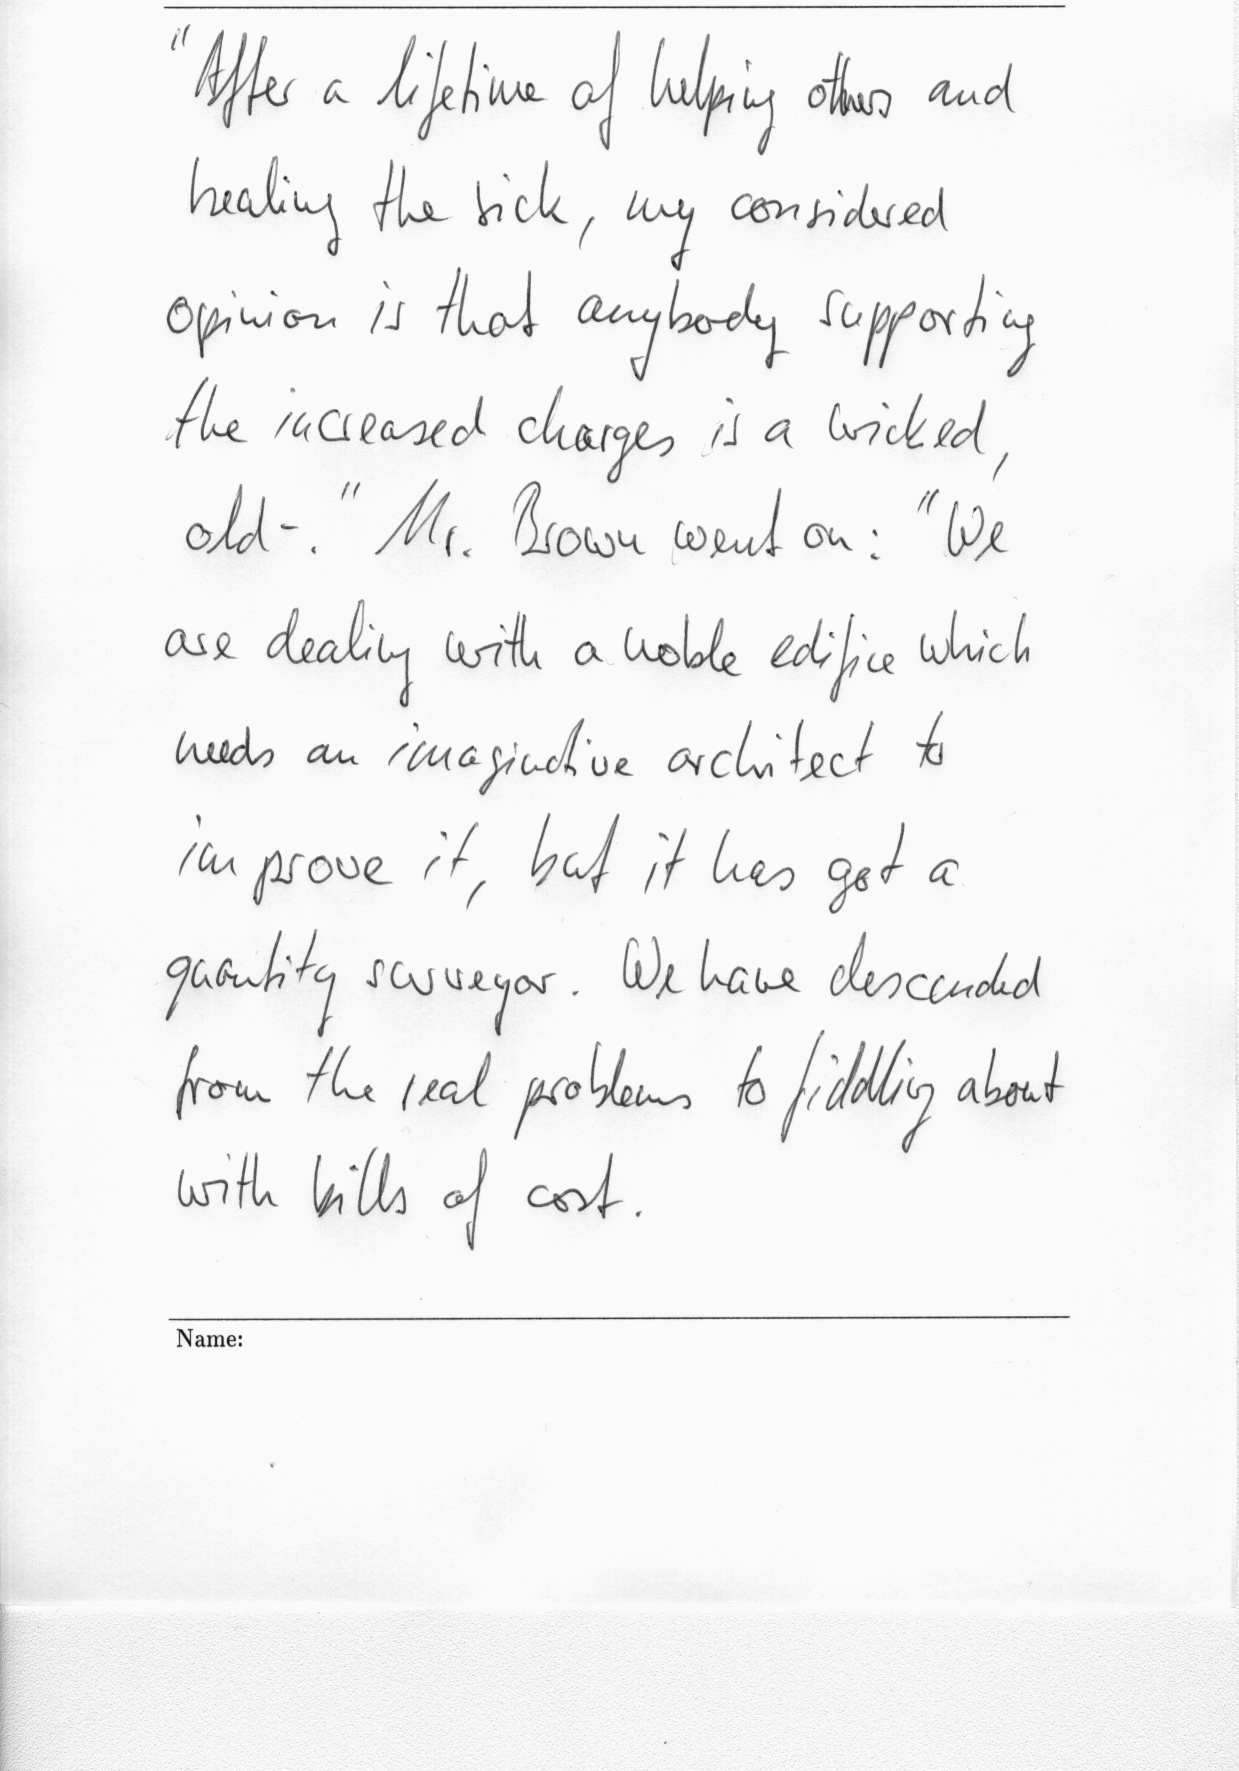 "After a lifetime of helping others and
healing the sick, my considered
opinion is that anybody supporting
the increased charges is a wicked,
old-." Mr. Brown went on: "We
are dealing with a noble edifice which
needs an imaginative architect to
improve it, but it has got a
quantity surveyor. We have descended
from the real problems to fiddling about
with bills of cost.
Name: